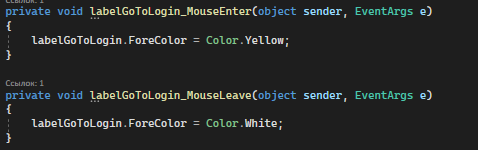 Ссылок: 1
private void labelGoToLogin_MouseEnter(object sender, EventArgs e)
{
labelGoToLogin.ForeColor = Color.Yellow;
}
Ссылок: 1
private void labelGoToLogin_MouseLeave(object sender, EventArgs e)
{
labelGoToLogin.ForeColor = Color.White;
}